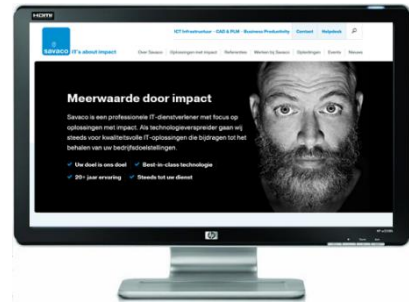 HDMI
ICT Infrastructuur - CAD & PLM - Business Productivity Contact Helpdesk
savaco IT's about impact
Over Savaco Oplossingen met impact Referenties Werken bij Savaco Opleidingen Events Nieuws
Meerwaarde door impact
Savaco is een professionele IT-dienstverlener met focus op
oplossingen met impact. Als technologieverspreider gaan wij
steeds voor kwaliteitsvolle IT-oplossingen die bijdragen tot het
behalen van uw bedrijfsdoelstellingen.
✓ Uw doel is ons doel ✓ Best-in-class technologie
✓ 20+ jaar ervaring ✓ Steeds tot uw dienst
hp